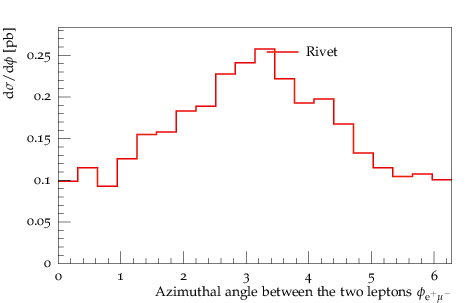 dσ/dϕ [pb]
0.25
0.2
0.15
0.1
0.05
0
Rivet
0 1 2 3 4 5 6
Azimuthal angle between the two leptons ϕ_{e⁺μ⁻}